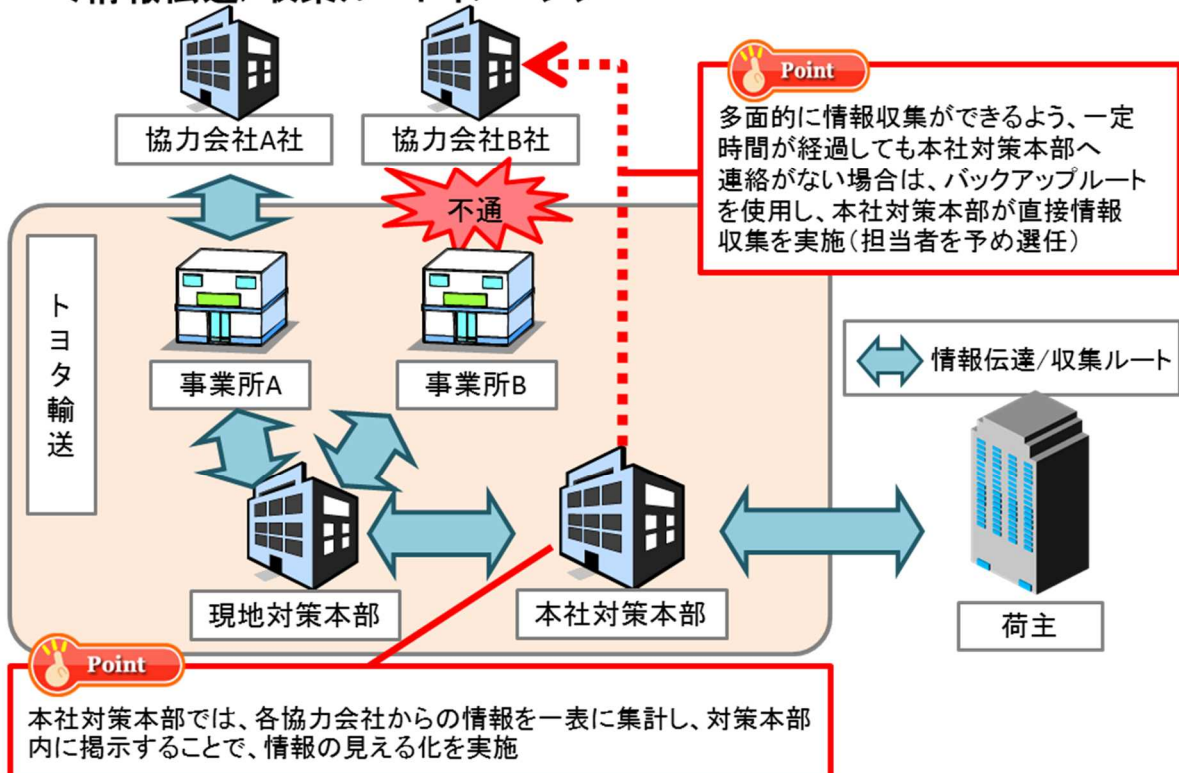 協力会社A社
協力会社B社
Point
多面的に情報収集ができるよう、一定
時間が経過しても本社対策本部へ
連絡がない場合は、バックアップルート
を使用し、本社対策本部が直接情報
収集を実施(担当者を予め選任)
不通
トヨタ輸送
事業所A
事業所B
情報伝達/収集ルート
現地対策本部
本社対策本部
荷主
Point
本社対策本部では、各協力会社からの情報を一表に集計し、対策本部
内に掲示することで、情報の見える化を実施